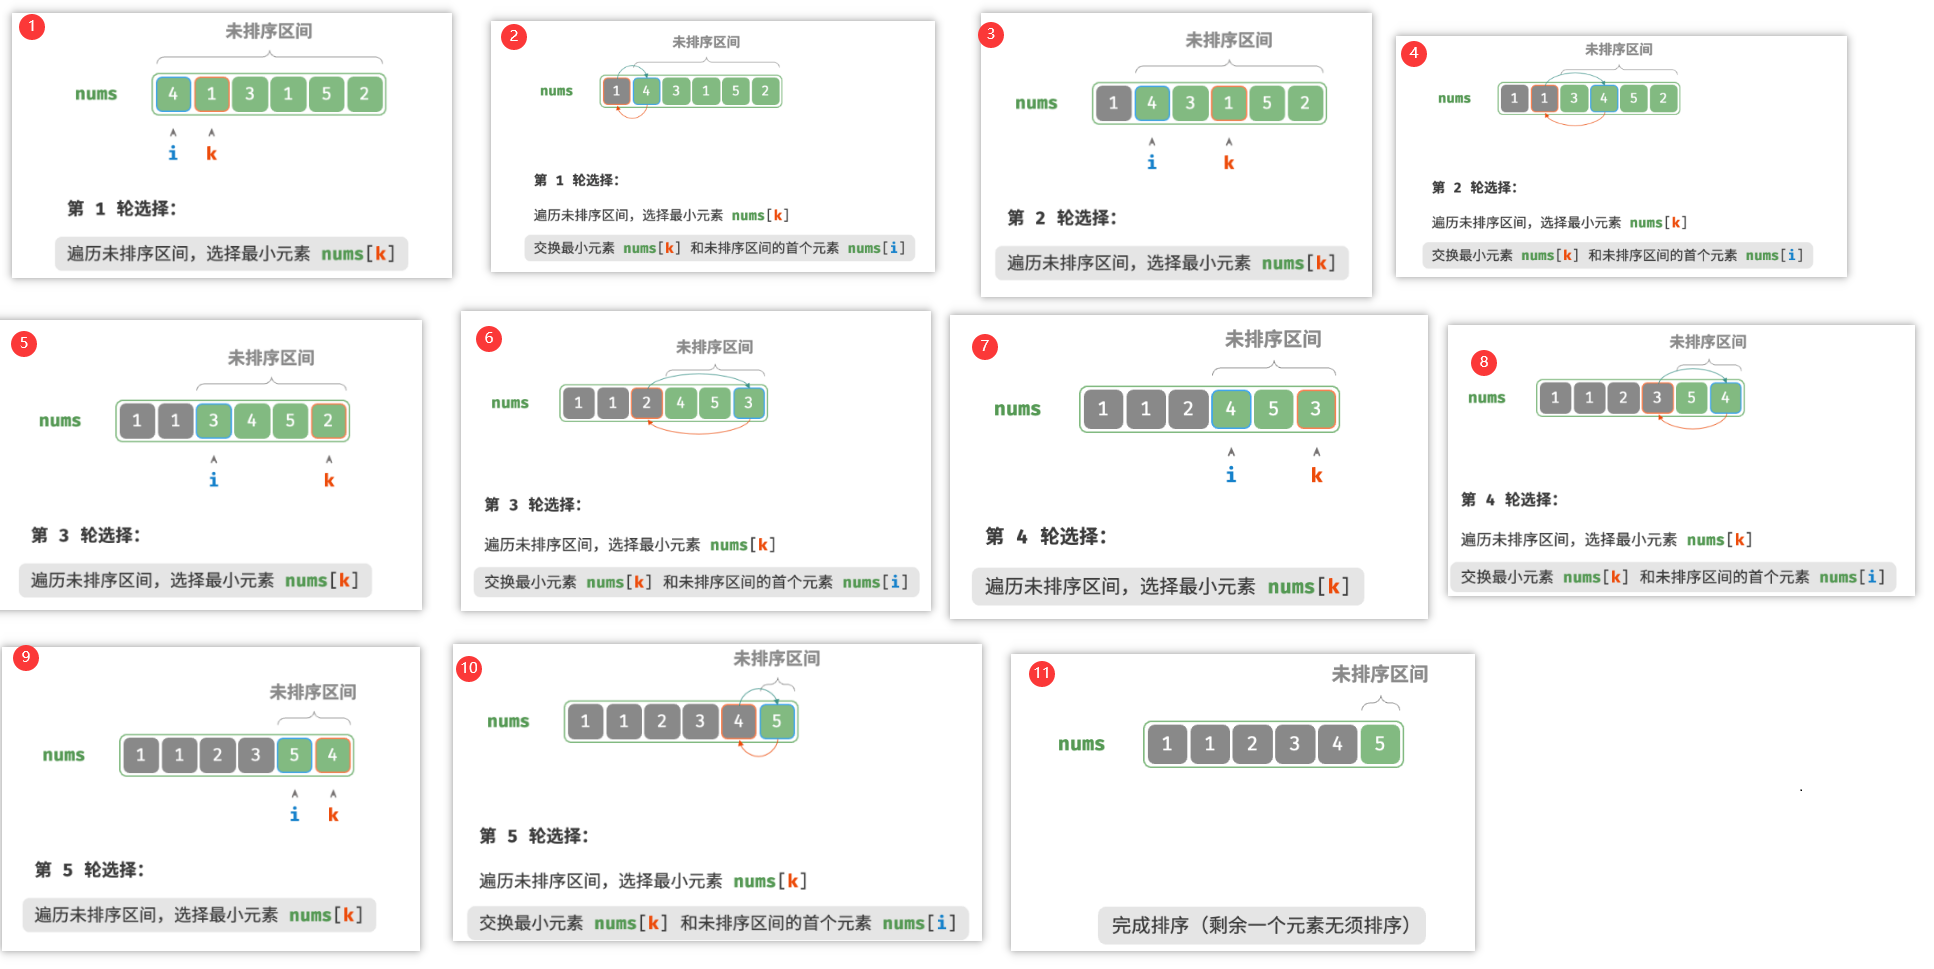 1
未排序区间
nums 4 1 3 1 5 2
i k
第 1 轮选择：
遍历未排序区间，选择最小元素 nums[k]
2
未排序区间
nums 1 4 3 1 5 2
第 1 轮选择：
遍历未排序区间，选择最小元素 nums[k]
交换最小元素 nums[k] 和未排序区间的首个元素 nums[i]
3
未排序区间
nums 1 4 3 1 5 2
i k
第 2 轮选择：
遍历未排序区间，选择最小元素 nums[k]
4
未排序区间
nums 1 1 3 4 5 2
第 2 轮选择：
遍历未排序区间，选择最小元素 nums[k]
交换最小元素 nums[k] 和未排序区间的首个元素 nums[i]
5
未排序区间
nums 1 1 3 4 5 2
i k
第 3 轮选择：
遍历未排序区间，选择最小元素 nums[k]
6
未排序区间
nums 1 1 2 4 5 3
第 3 轮选择：
遍历未排序区间，选择最小元素 nums[k]
交换最小元素 nums[k] 和未排序区间的首个元素 nums[i]
7
未排序区间
nums 1 1 2 4 5 3
i k
第 4 轮选择：
遍历未排序区间，选择最小元素 nums[k]
8
未排序区间
nums 1 1 2 3 5 4
第 4 轮选择：
遍历未排序区间，选择最小元素 nums[k]
交换最小元素 nums[k] 和未排序区间的首个元素 nums[i]
9
未排序区间
nums 1 1 2 3 5 4
i k
第 5 轮选择：
遍历未排序区间，选择最小元素 nums[k]
10
未排序区间
nums 1 1 2 3 4 5
第 5 轮选择：
遍历未排序区间，选择最小元素 nums[k]
交换最小元素 nums[k] 和未排序区间的首个元素 nums[i]
11
未排序区间
nums 1 1 2 3 4 5
完成排序（剩余一个元素无须排序）